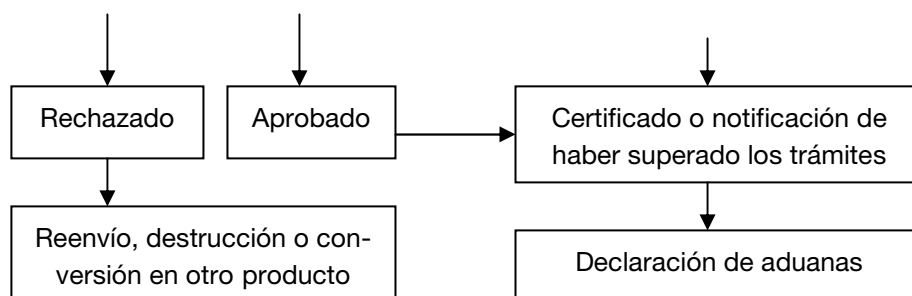 Rechazado
Aprobado
Certificado o notificación de
haber superado los trámites
Reenvío, destrucción o con-
versión en otro producto
Declaración de aduanas